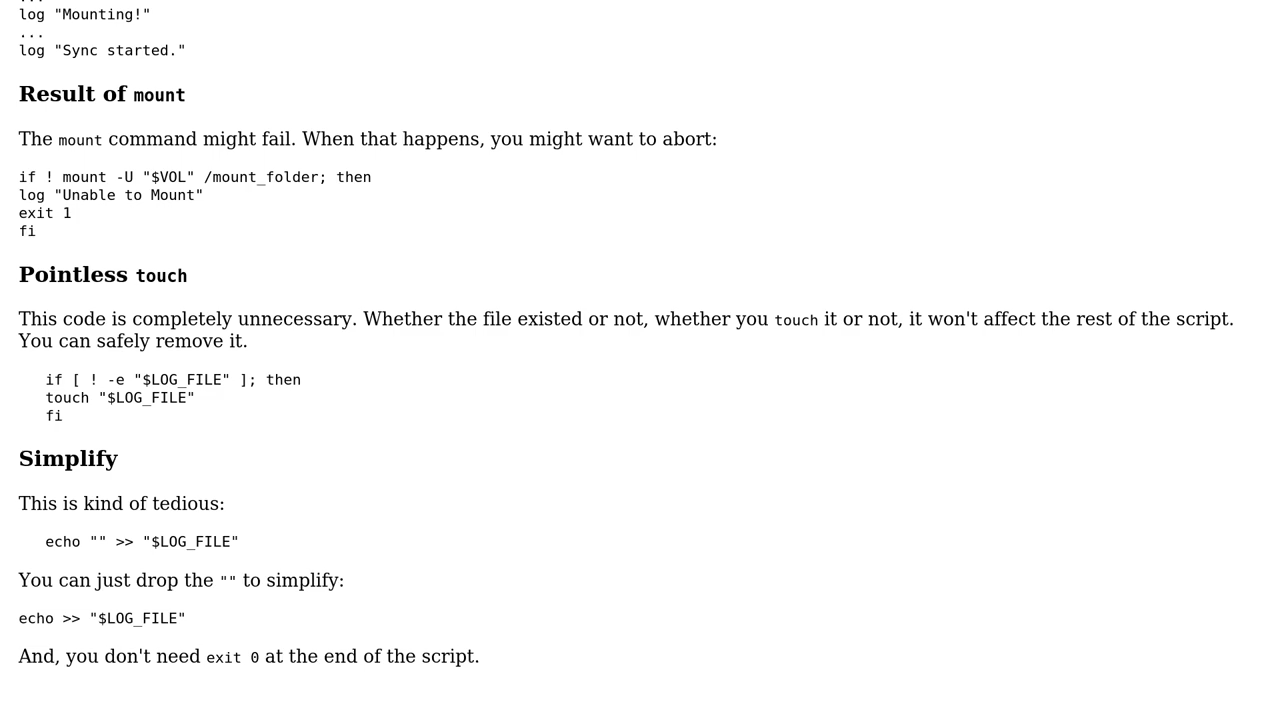 ...
log "Mounting!"
...
log "Sync started."
Result of mount
The mount command might fail. When that happens, you might want to abort:
if ! mount -U "$VOL" /mount_folder; then
log "Unable to Mount"
exit 1
fi
Pointless touch
This code is completely unnecessary. Whether the file existed or not, whether you touch it or not, it won't affect the rest of the script.
You can safely remove it.
if [ ! -e "$LOG_FILE" ]; then
touch "$LOG_FILE"
fi
Simplify
This is kind of tedious:
echo "" >> "$LOG_FILE"
You can just drop the "" to simplify:
echo >> "$LOG_FILE"
And, you don't need exit 0 at the end of the script.